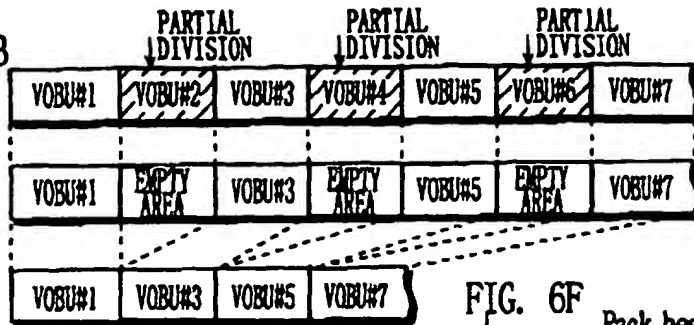 B
PARTIAL DIVISION
PARTIAL DIVISION
PARTIAL DIVISION
VOBU#1 VOBU#2 VOBU#3 VOBU#4 VOBU#5 VOBU#6 VOBU#7
VOBU#1 EMPTY AREA VOBU#3 EMPTY AREA VOBU#5 EMPTY AREA VOBU#7
VOBU#1 VOBU#3 VOBU#5 VOBU#7
FIG. 6F
Pack